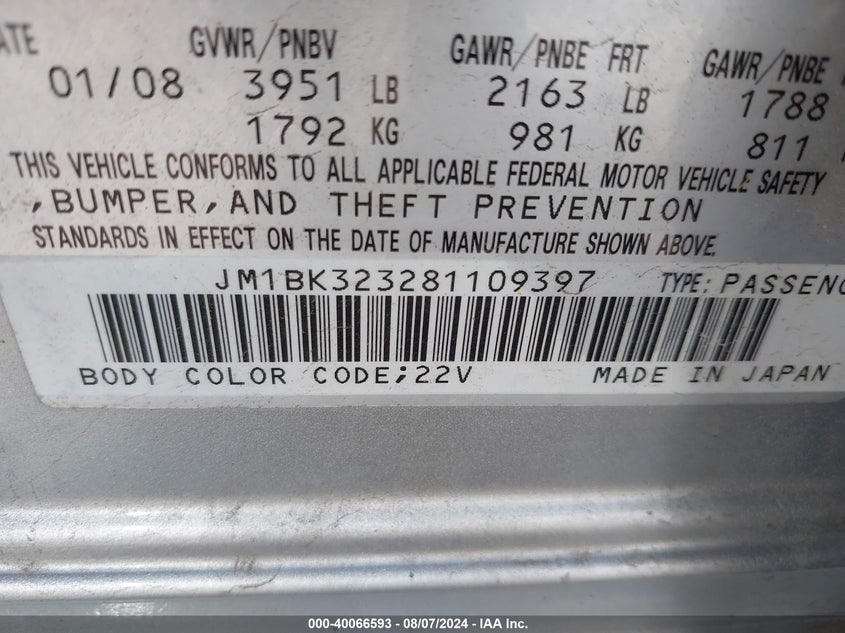 ATE GVWR/PNBV GAWR/PNBE FRT GAWR/PNBE
01/08 3951 LB 2163 LB 1788
1792 KG 981 KG 811
THIS VEHICLE CONFORMS TO ALL APPLICABLE FEDERAL MOTOR VEHICLE SAFETY
,BUMPER,AND THEFT PREVENTION
STANDARDS IN EFFECT ON THE DATE OF MANUFACTURE SHOWN ABOVE.
JM1BK323281109397 TYPE: PASSENG
BODY COLOR CODE;22V MADE IN JAPAN
000-40066593 - 08/07/2024 - IAA Inc.